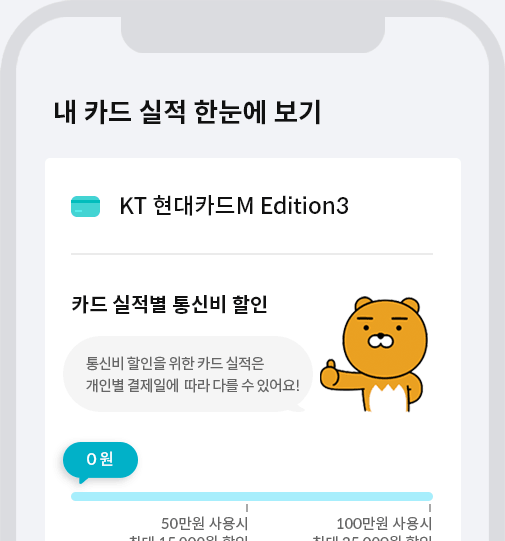 내 카드 실적 한눈에 보기
KT 현대카드M Edition3
카드 실적별 통신비 할인
통신비 할인을 위한 카드 실적은
개인별 결제일에 따라 다를 수 있어요!
0 원
50만원 사용시
100만원 사용시